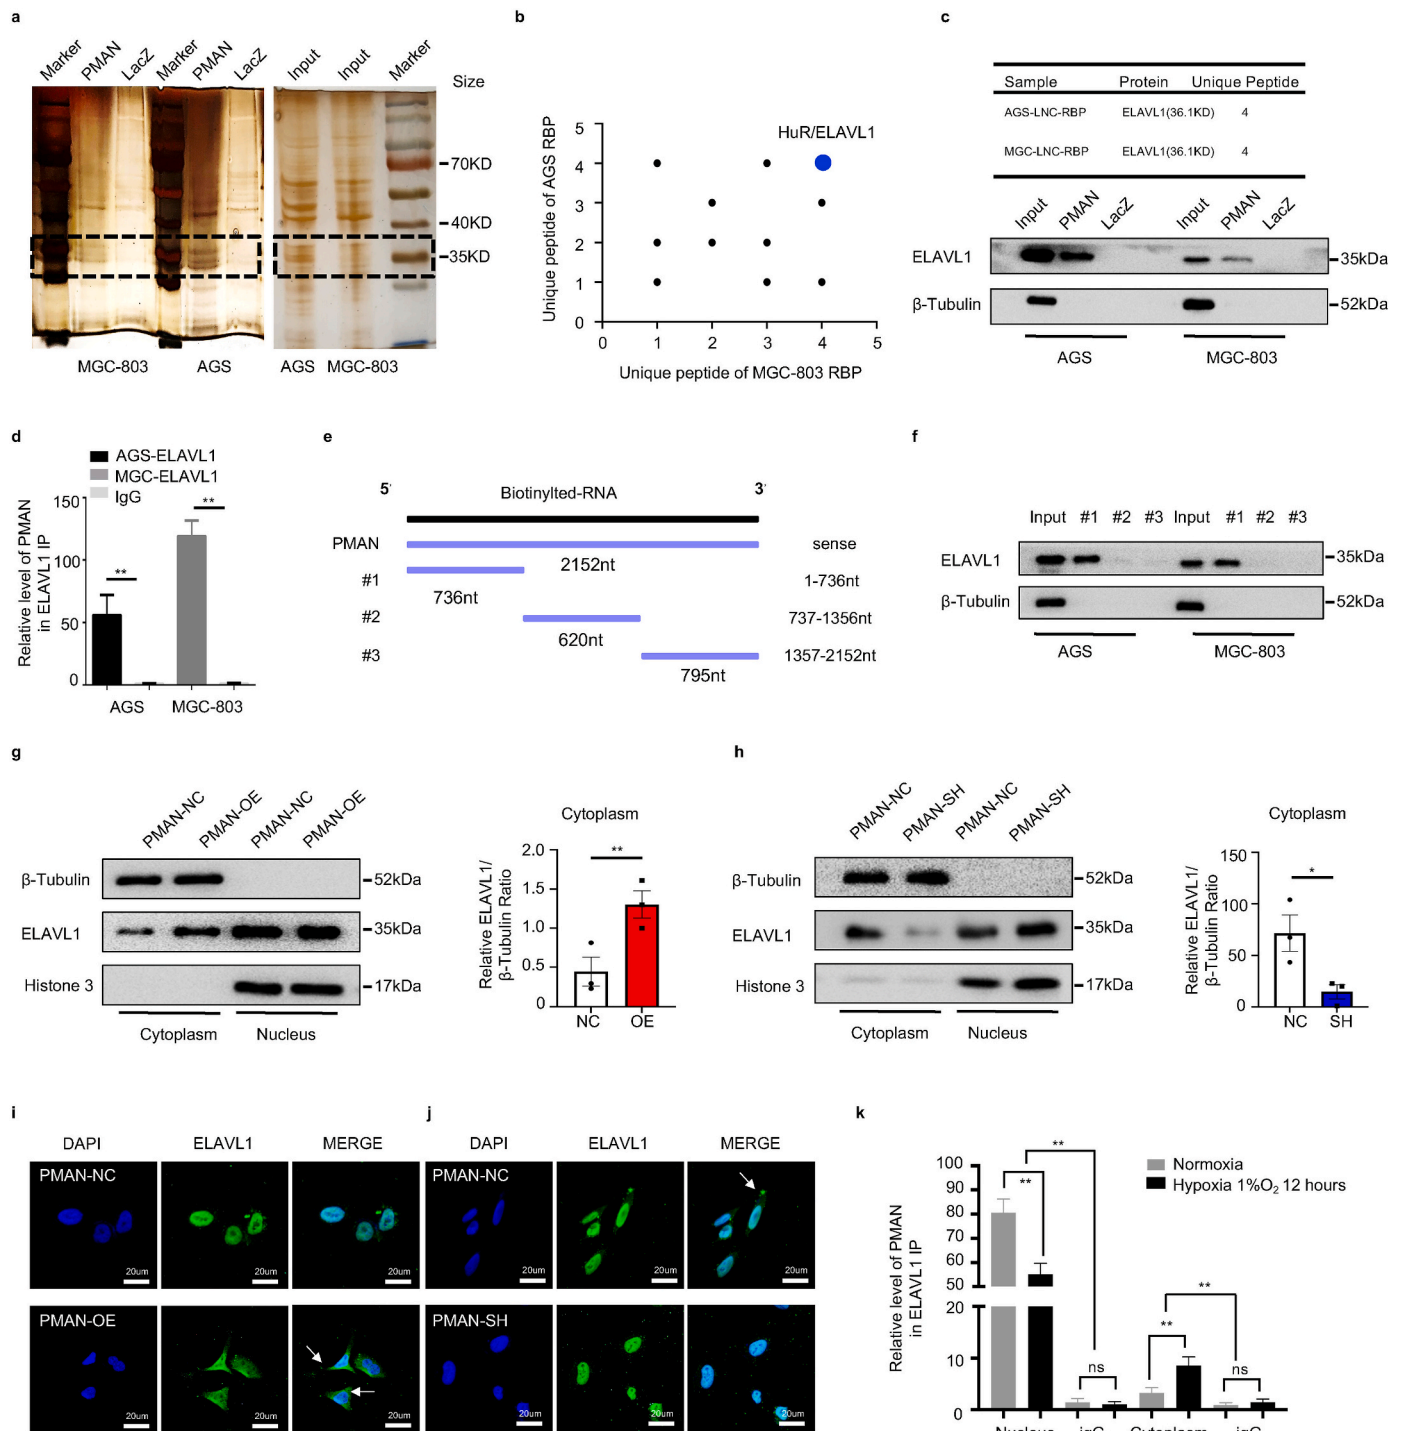 a
Marker PMAN LacZ Marker PMAN LacZ Input Input Marker
Size
70KD
40KD
35KD
MGC-803 AGS AGS MGC-803
b
Unique peptide of AGS RBP
5
4
3
2
1
0
HuR/ELAVL1
0 1 2 3 4 5
Unique peptide of MGC-803 RBP
c
Sample Protein Unique Peptide
AGS-LNC-RBP ELAVL1(36.1KD) 4
MGC-LNC-RBP ELAVL1(36.1KD) 4
Input PMAN LacZ Input PMAN LacZ
ELAVL1 35kDa
β-Tubulin 52kDa
AGS MGC-803
d
AGS-ELAVL1
MGC-ELAVL1
IgG
Relative level of PMAN
in ELAVL1 IP
150
100
50
0
** **
AGS MGC-803
e
5' Biotinylted-RNA 3'
PMAN 2152nt sense
#1 736nt 1-736nt
#2 620nt 737-1356nt
#3 795nt 1357-2152nt
f
Input #1 #2 #3 Input #1 #2 #3
ELAVL1 35kDa
β-Tubulin 52kDa
AGS MGC-803
g
PMAN-NC PMAN-OE PMAN-NC PMAN-OE
β-Tubulin 52kDa
ELAVL1 35kDa
Histone 3 17kDa
Cytoplasm Nucleus
Cytoplasm
Relative ELAVL1/
β-Tubulin Ratio
2.0
1.5
1.0
0.5
0
**
NC OE
h
PMAN-NC PMAN-SH PMAN-NC PMAN-SH
β-Tubulin 52kDa
ELAVL1 35kDa
Histone 3 17kDa
Cytoplasm Nucleus
Cytoplasm
Relative ELAVL1/
β-Tubulin Ratio
150
100
50
0
*
NC SH
i
DAPI ELAVL1 MERGE
PMAN-NC
20um 20um 20um
PMAN-OE
20um 20um 20um
j
DAPI ELAVL1 MERGE
PMAN-NC
20um 20um 20um
PMAN-SH
20um 20um 20um
k
Normoxia
Hypoxia 1%O₂ 12 hours
Relative level of PMAN
in ELAVL1 IP
100
90
80
70
60
50
20
10
0
** ** ns ** ** ns
Nucleus igG Cytoplasm igG